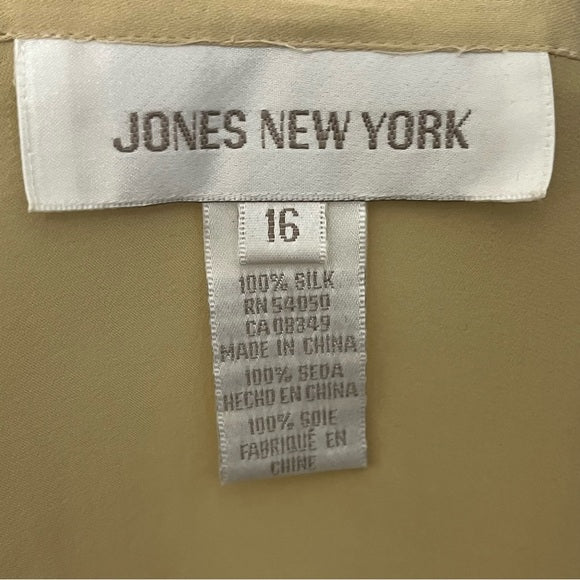 JONES NEW YORK
16
100% SILK
RN 54050
CA 08349
MADE IN CHINA
100% SEDA
HECHO EN CHINA
100% SOIE
FABRIQUÉ EN
CHINE